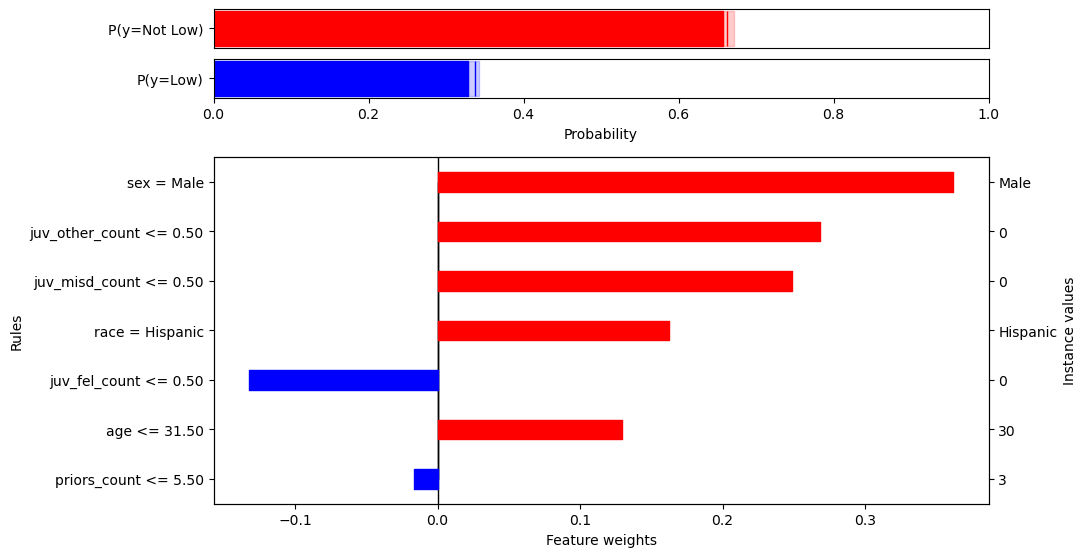 P(y=Not Low)
P(y=Low)
0.0 0.2 0.4 0.6 0.8 1.0
Probability
Rules
sex = Male Male
juv_other_count <= 0.50 0
juv_misd_count <= 0.50 0
race = Hispanic Hispanic
juv_fel_count <= 0.50 0
age <= 31.50 30
priors_count <= 5.50 3
Instance values
−0.1 0.0 0.1 0.2 0.3
Feature weights